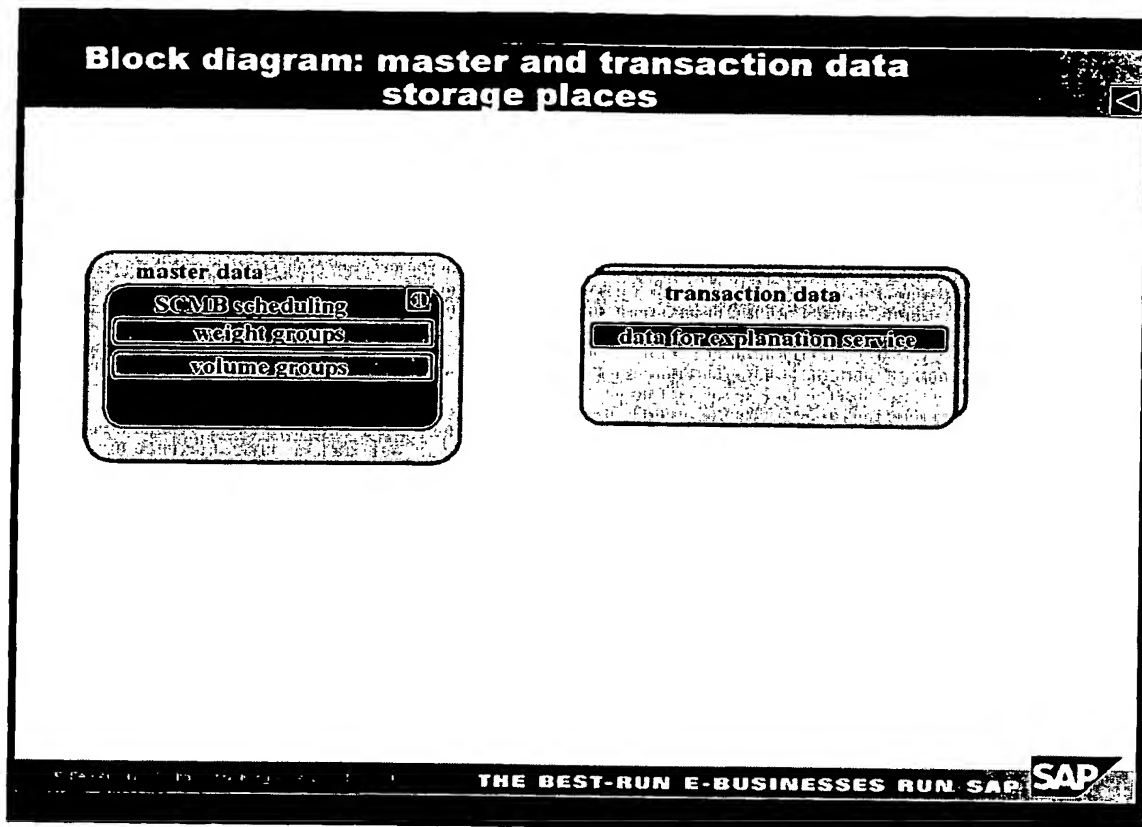 Block diagram: master and transaction data
storage places
master data
SCMB scheduling
weight groups
volume groups
transaction data
data for explanation service
THE BEST-RUN E-BUSINESSES RUN SAP
SAP